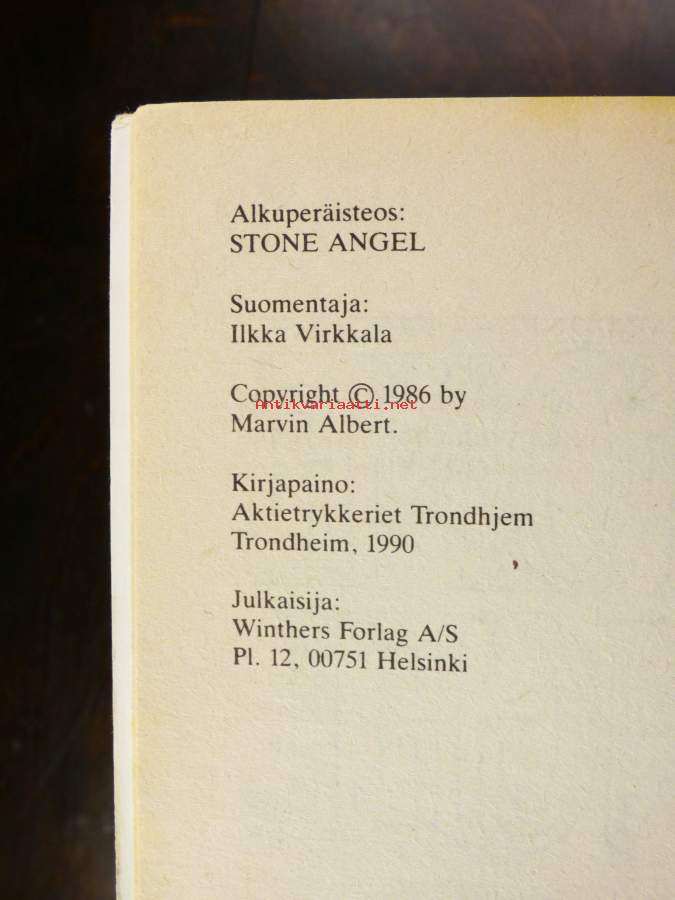 Alkuperäisteos:
STONE ANGEL
Suomentaja:
Ilkka Virkkala
Copyright © 1986 by
Antikvariaatti.net
Marvin Albert.
Kirjapaino:
Aktietrykkeriet Trondhjem
Trondheim, 1990
Julkaisija:
Winthers Forlag A/S
Pl. 12, 00751 Helsinki